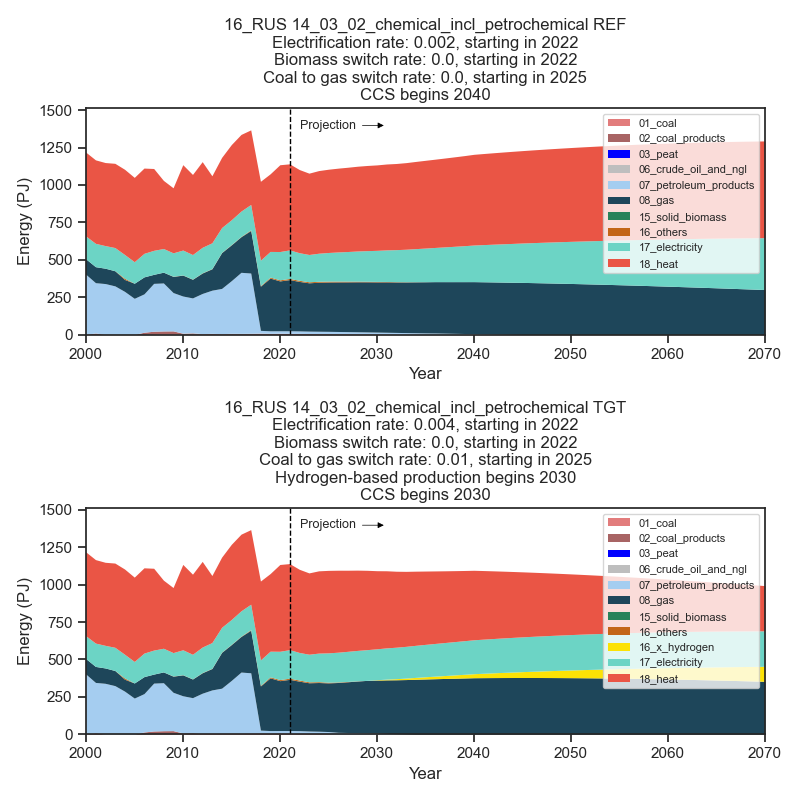 16_RUS 14_03_02_chemical_incl_petrochemical REF
Electrification rate: 0.002, starting in 2022
Biomass switch rate: 0.0, starting in 2022
Coal to gas switch rate: 0.0, starting in 2025
CCS begins 2040
1500
1250
1000
750
500
250
0
Energy (PJ)
Projection
01_coal
02_coal_products
03_peat
06_crude_oil_and_ngl
07_petroleum_products
08_gas
15_solid_biomass
16_others
17_electricity
18_heat
2000 2010 2020 2030 2040 2050 2060 2070
Year
16_RUS 14_03_02_chemical_incl_petrochemical TGT
Electrification rate: 0.004, starting in 2022
Biomass switch rate: 0.0, starting in 2022
Coal to gas switch rate: 0.01, starting in 2025
Hydrogen-based production begins 2030
CCS begins 2030
1500
1250
1000
750
500
250
0
Energy (PJ)
Projection
01_coal
02_coal_products
03_peat
06_crude_oil_and_ngl
07_petroleum_products
08_gas
15_solid_biomass
16_others
16_x_hydrogen
17_electricity
18_heat
2000 2010 2020 2030 2040 2050 2060 2070
Year